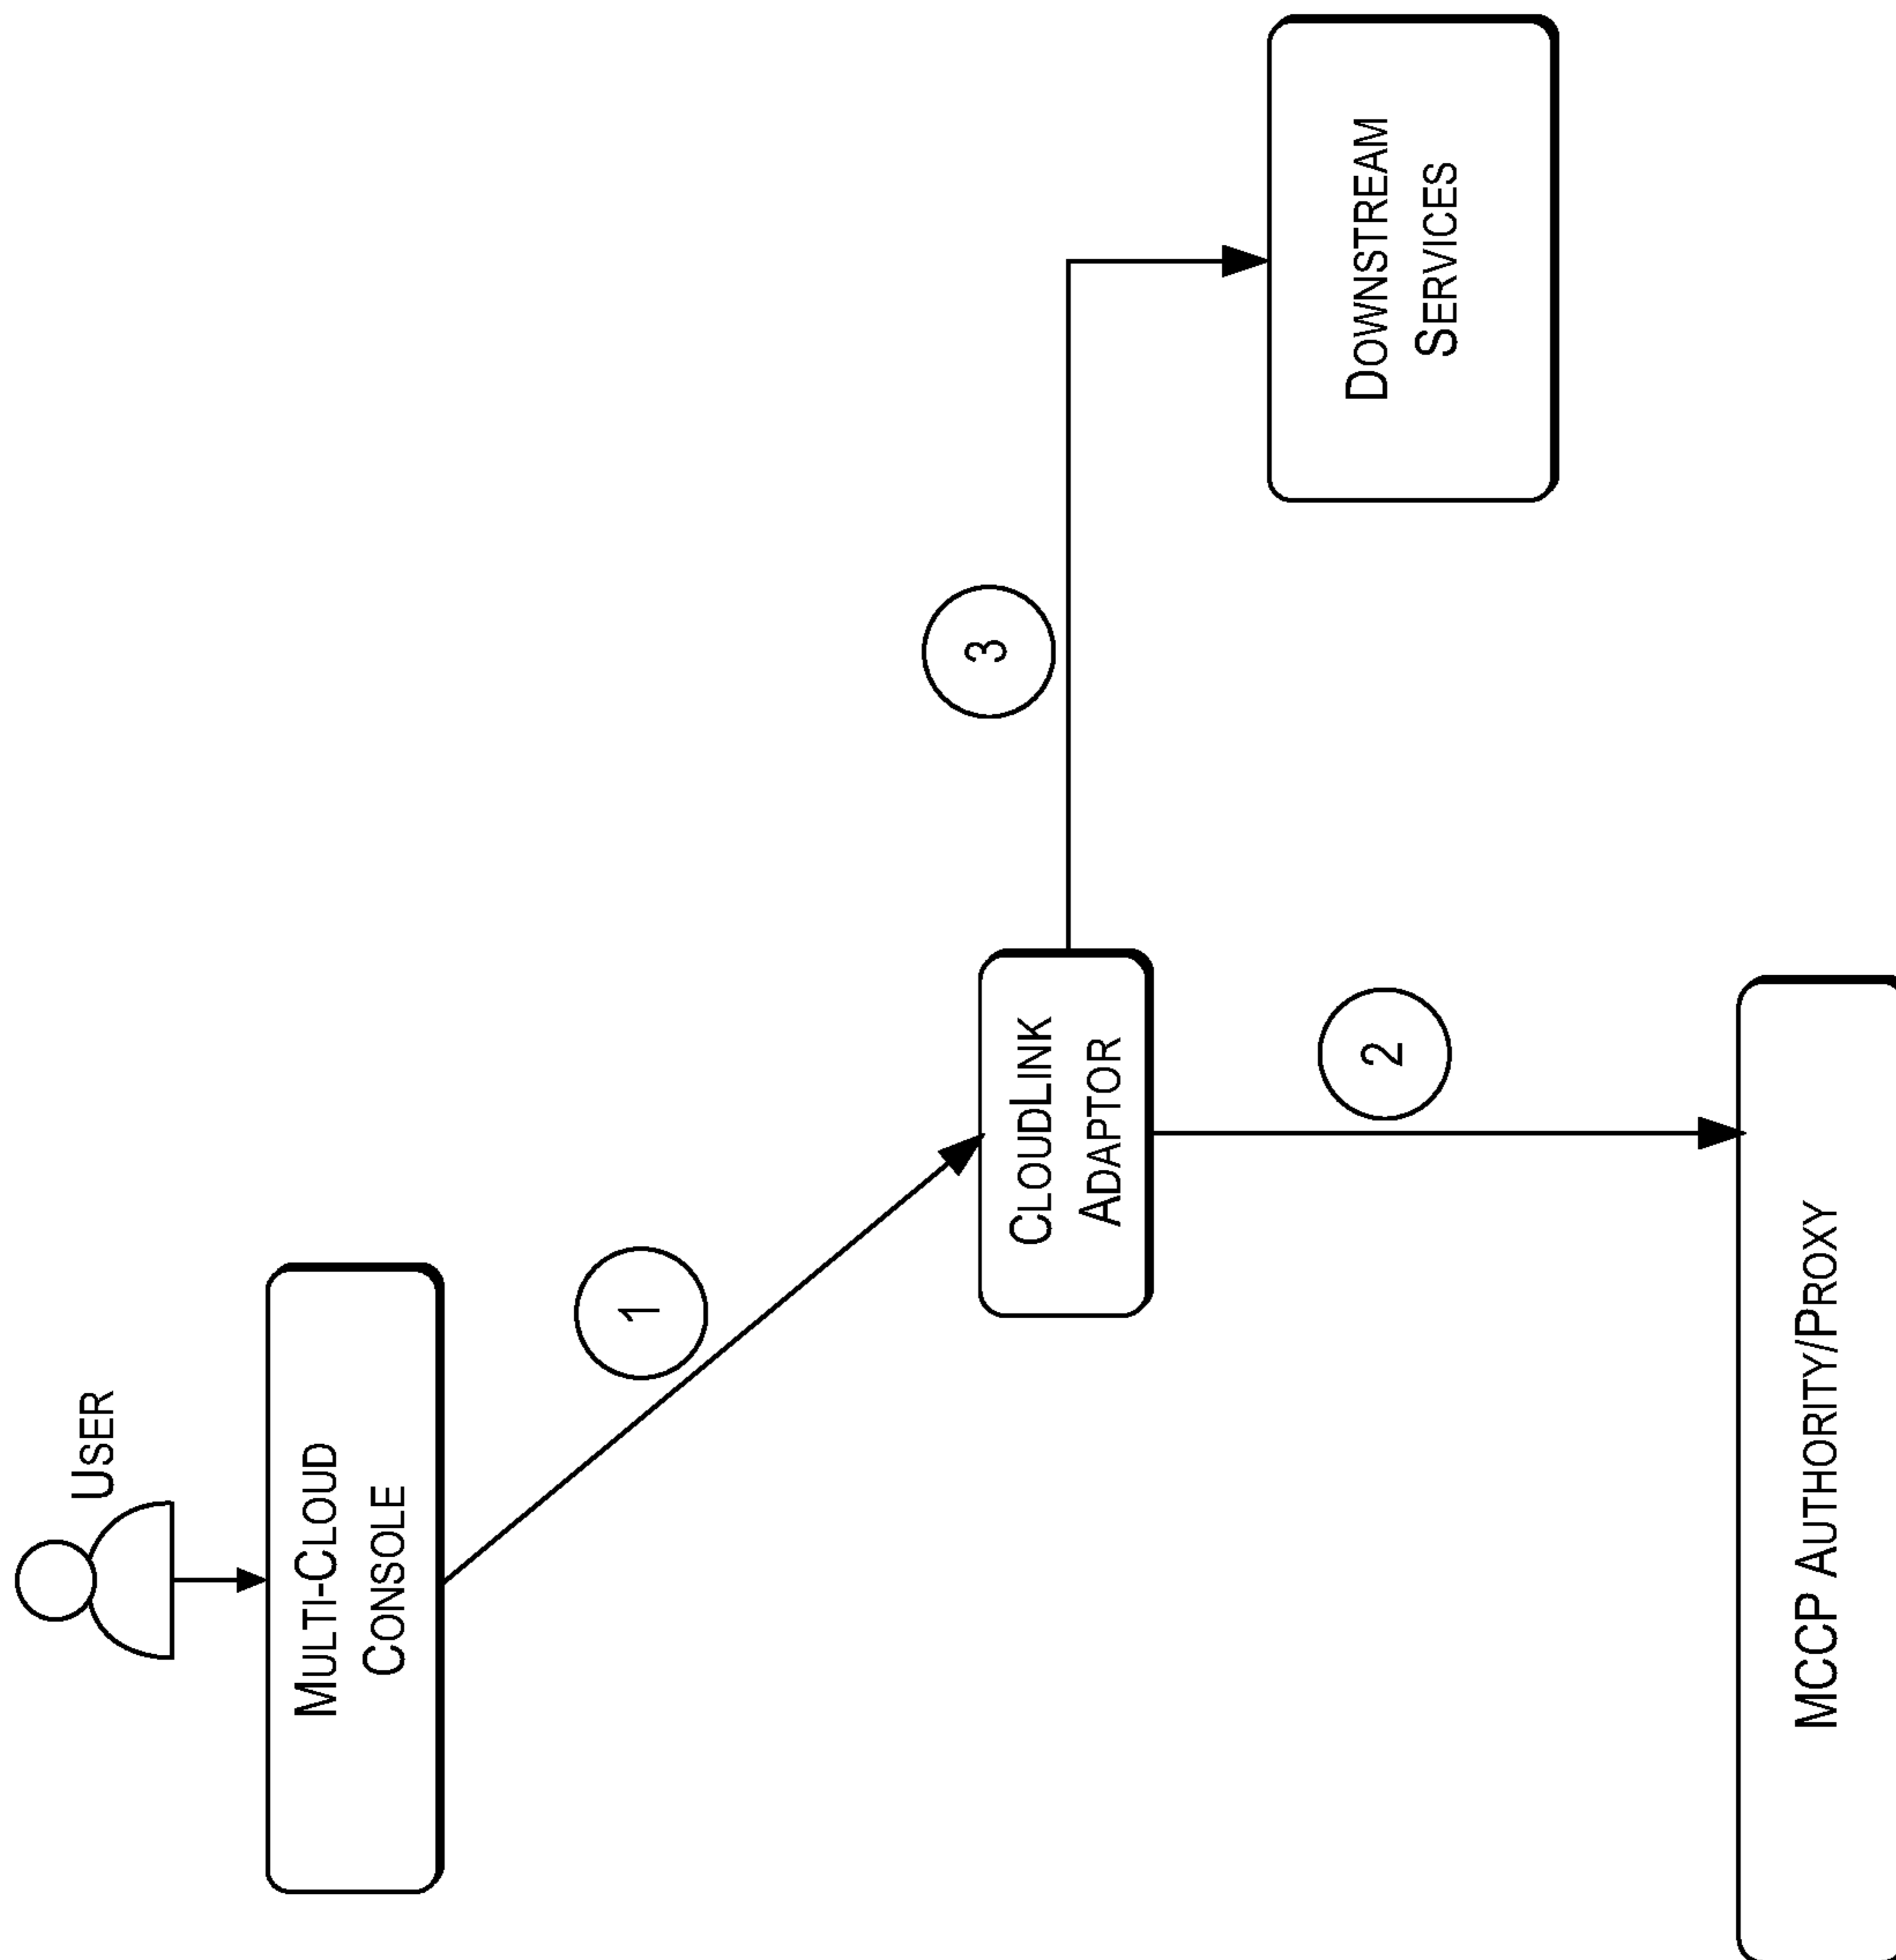 USER
MULTI-CLOUD
CONSOLE
1
CLOUDLINK
ADAPTOR
2
3
DOWNSTREAM
SERVICES
MCCP AUTHORITY/PROXY